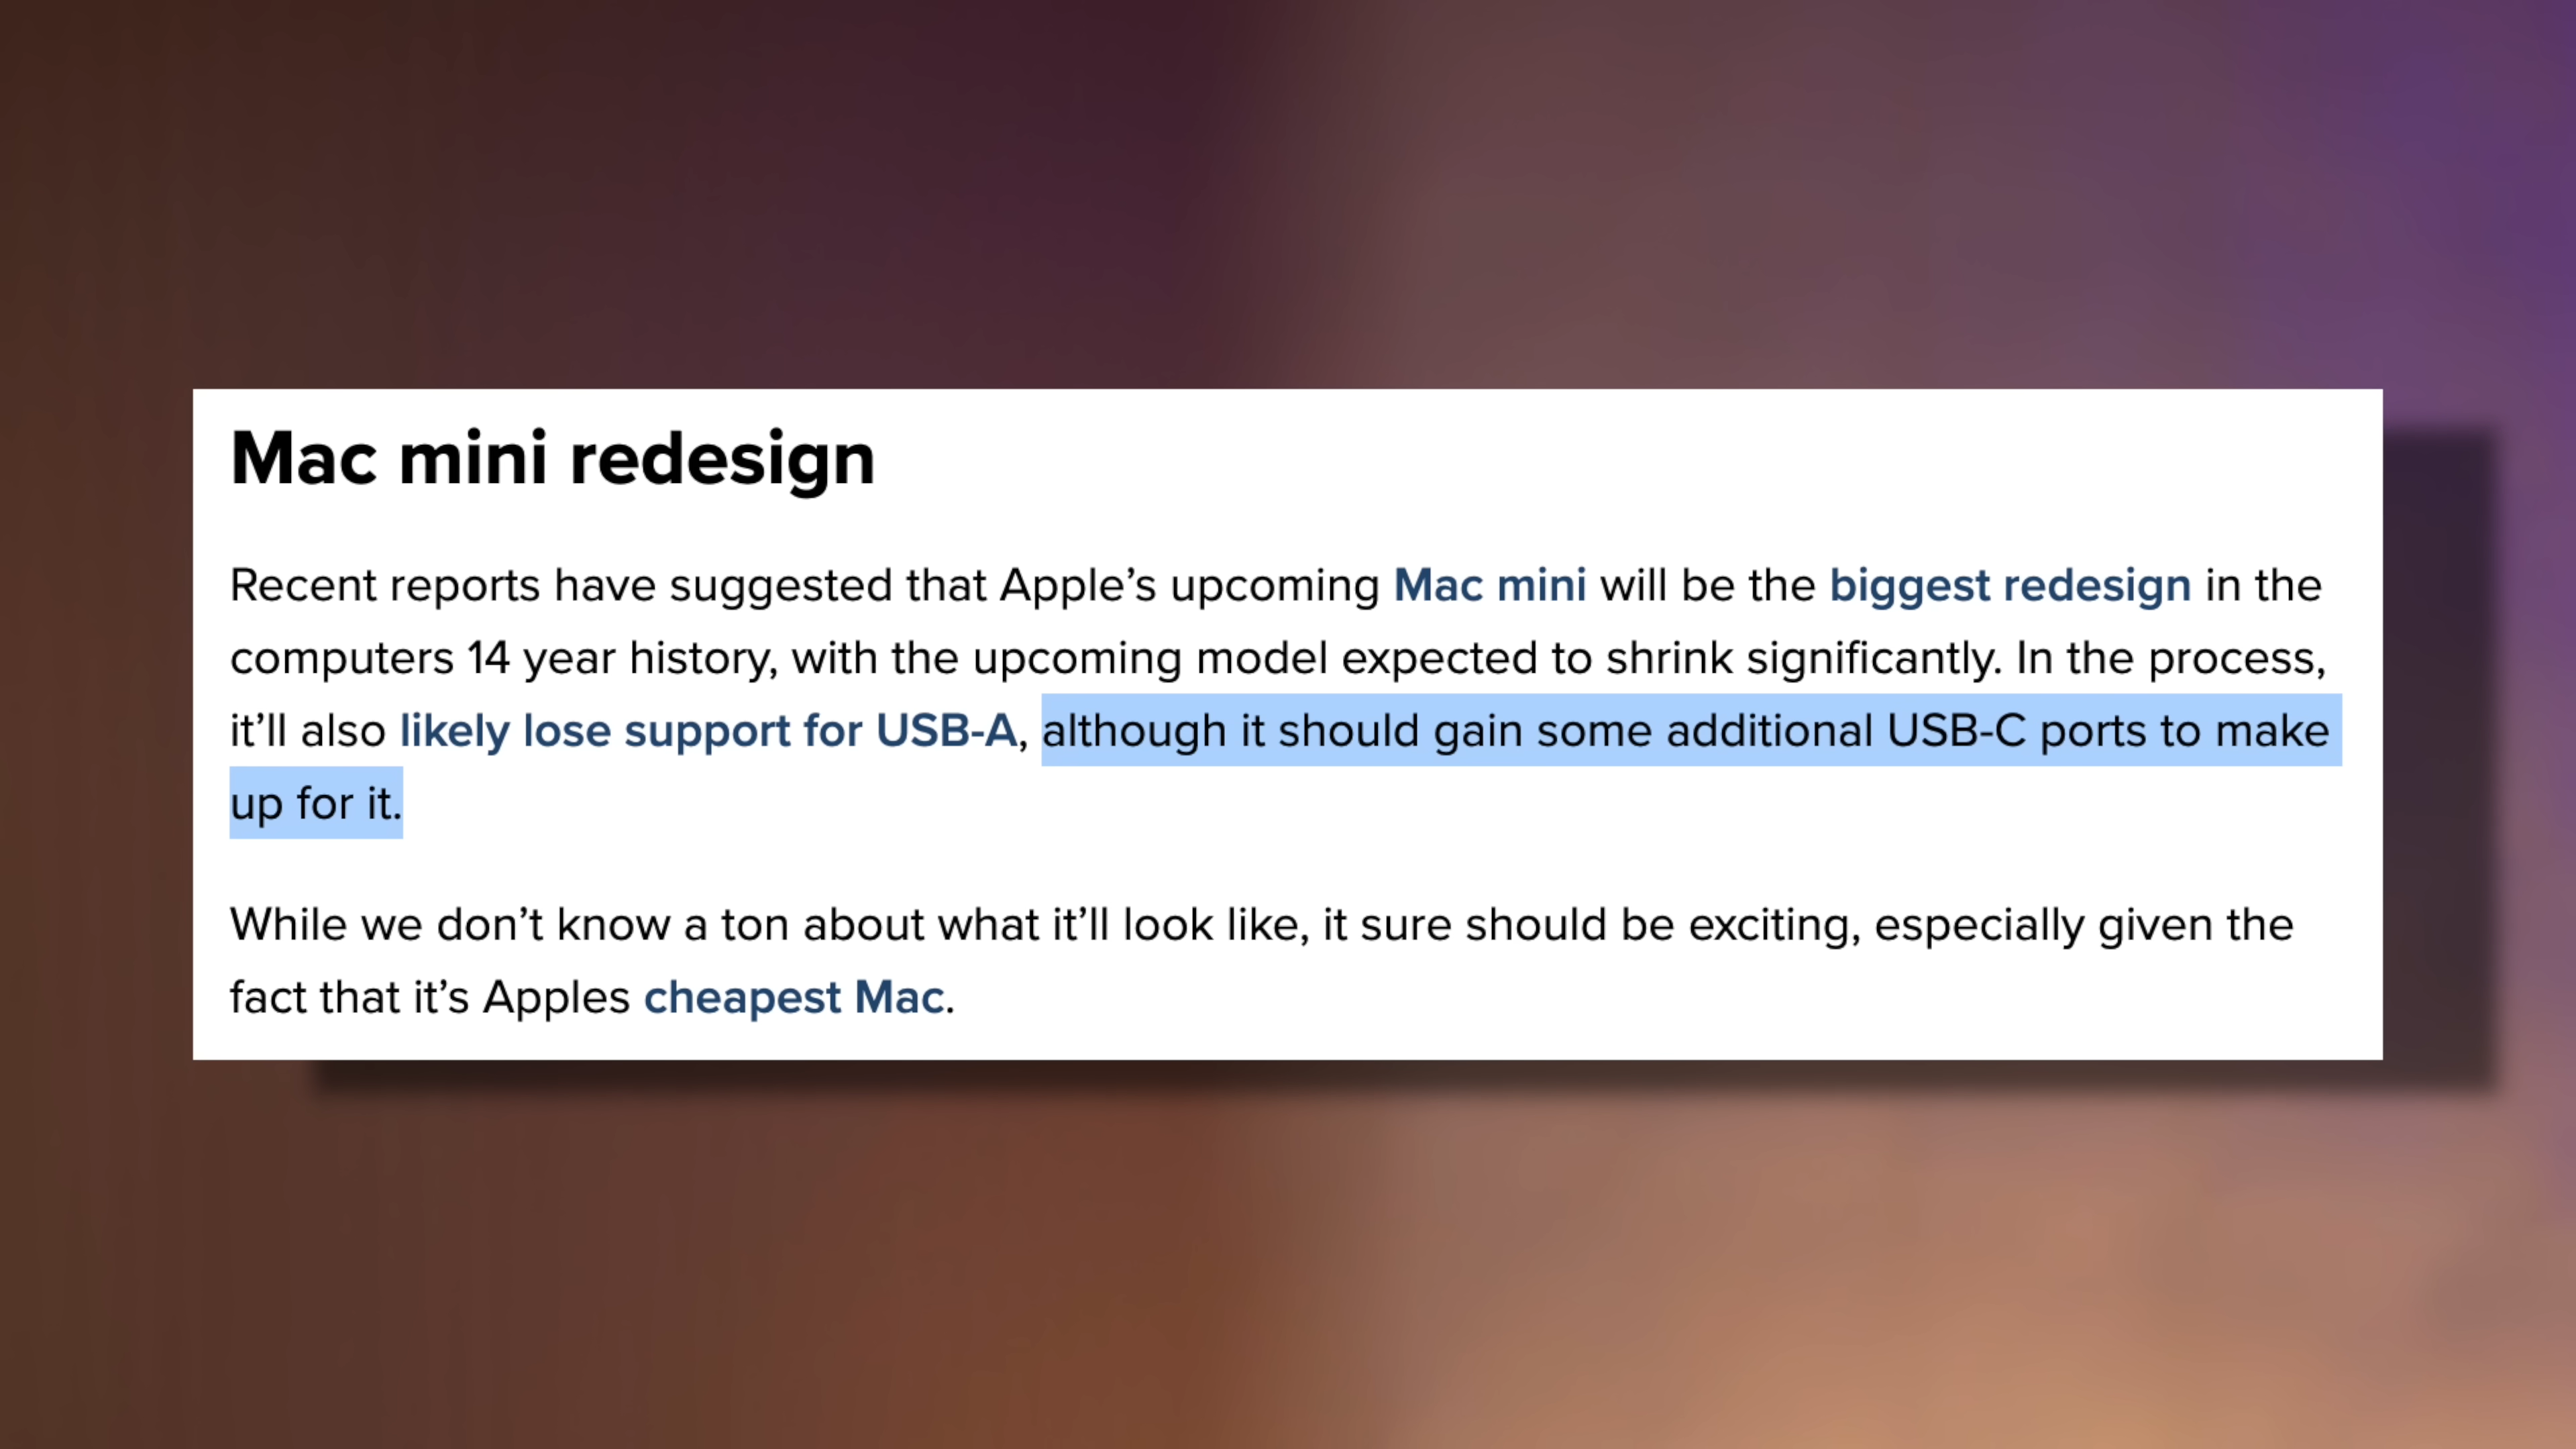 Mac mini redesign
Recent reports have suggested that Apple’s upcoming Mac mini will be the biggest redesign in the
computers 14 year history, with the upcoming model expected to shrink significantly. In the process,
it’ll also likely lose support for USB-A, although it should gain some additional USB-C ports to make
up for it.
While we don’t know a ton about what it’ll look like, it sure should be exciting, especially given the
fact that it’s Apples cheapest Mac.